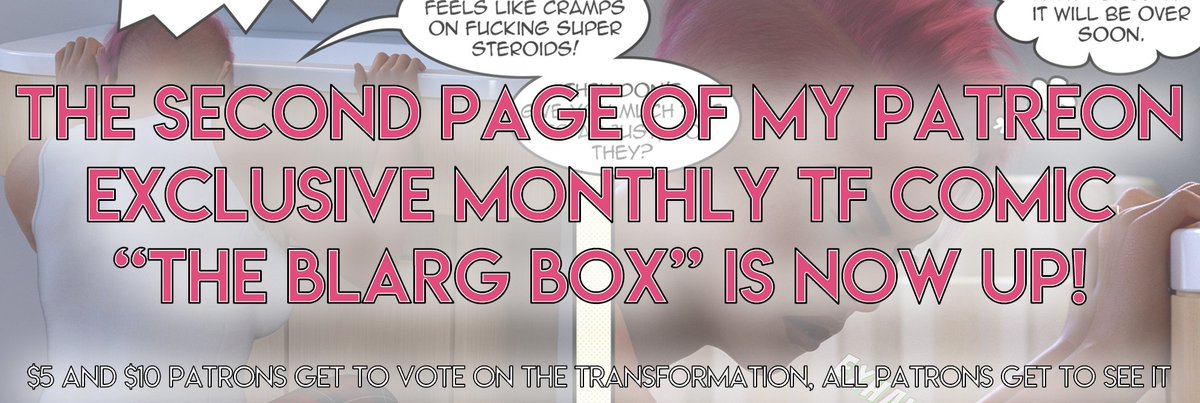 FEELS LIKE CRAMPS
ON FUCKING SUPER
STEROIDS!
IT WILL BE OVER
SOON.
THEY?
THE SECOND PAGE OF MY PATREON
EXCLUSIVE MONTHLY TF COMIC
“THE BLARG BOX” IS NOW UP!
$5 AND $10 PATRONS GET TO VOTE ON THE TRANSFORMATION, ALL PATRONS GET TO SEE IT